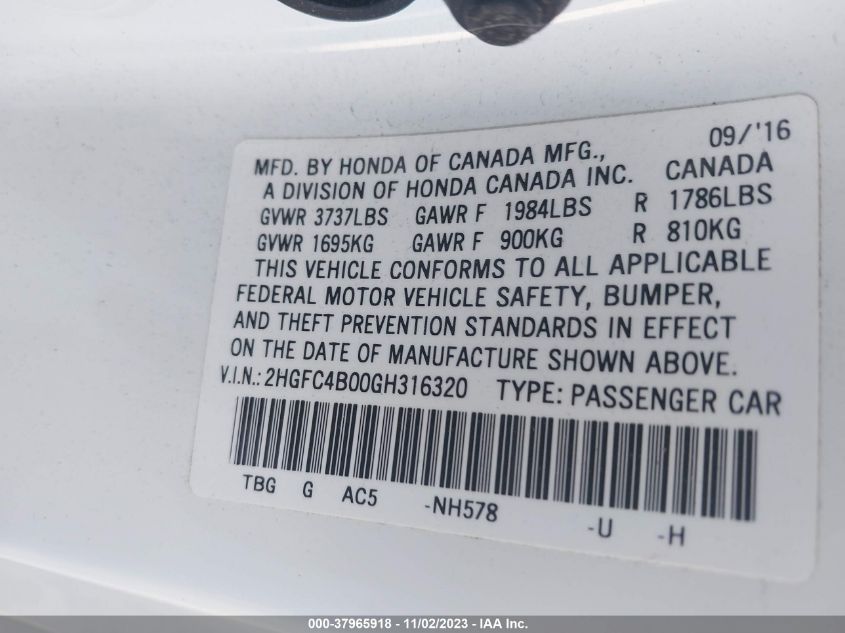 09/'16
MFD. BY HONDA OF CANADA MFG.,
A DIVISION OF HONDA CANADA INC. CANADA
GVWR 3737LBS GAWR F 1984LBS R 1786LBS
GVWR 1695KG GAWR F 900KG R 810KG
THIS VEHICLE CONFORMS TO ALL APPLICABLE
FEDERAL MOTOR VEHICLE SAFETY, BUMPER,
AND THEFT PREVENTION STANDARDS IN EFFECT
ON THE DATE OF MANUFACTURE SHOWN ABOVE.
V.I.N.: 2HGFC4B00GH316320 TYPE: PASSENGER CAR
TBG G AC5 -NH578 -U -H
000-37965918 - 11/02/2023 - IAA Inc.